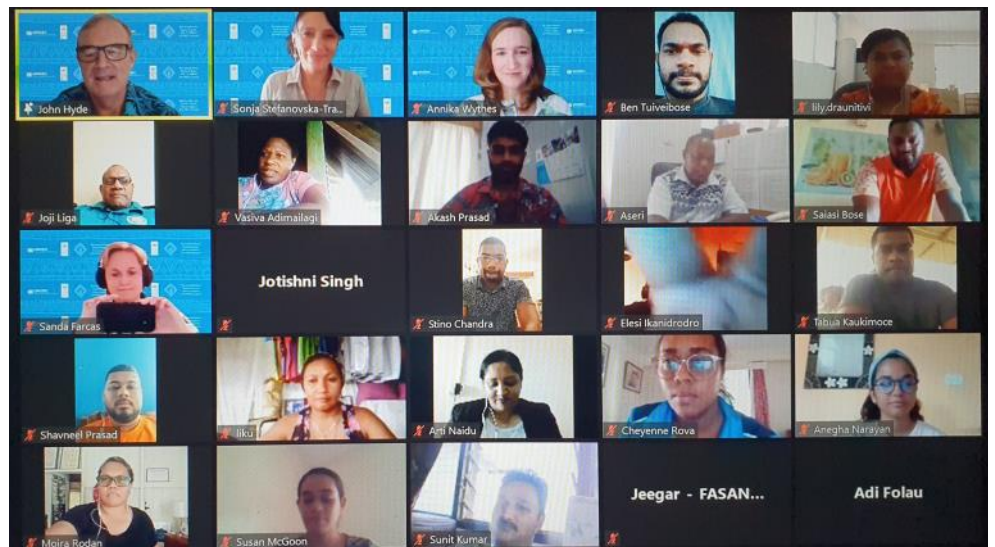 John Hyde
Sonja Stefanovska-Tra...
Annika Wythes
Ben Tuiveibose
lily.draunitivi
Joji Liga
Vasiva Adimailagi
Akash Prasad
Aseri
Saiasi Bose
Sanda Farcas
Jotishni Singh
Stino Chandra
Elesi Ikanidrodro
Tabua Kaukimoce
Shavneel Prasad
liku
Arti Naidu
Cheyenne Rova
Anegha Narayan
Moira Rodan
Susan McGoon
Sunit Kumar
Jeegar - FASAN...
Adi Folau